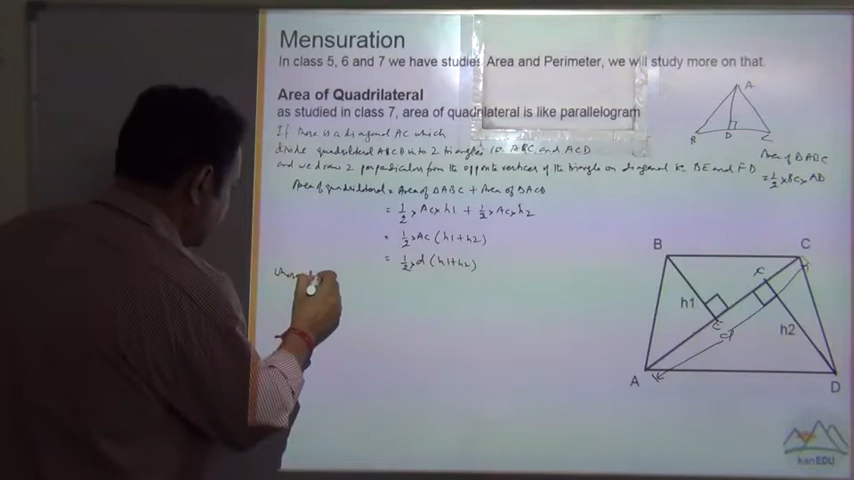 Mensuration
In class 5, 6 and 7 we have studies Area and Perimeter, we will study more on that.
Area of Quadrilateral
as studied in class 7, area of quadrilateral is like parallelogram
If there is a diagonal AC which
divide quadrilateral ABCD into 2 triangles ie ABC and ACD
and we draw 2 perpendiculars from the opposite vertices of the triangle on diagonal ie BE and FD
Area of quadrilateral = Area of ΔABC + Area of ΔACD
= 1/2 × AC × h1 + 1/2 × AC × h2
= 1/2 × AC (h1+h2)
= 1/2 × d (h1+h2)
A
B
D
C
Area of ΔABC
= 1/2 × BC × AD
B
C
h1
h2
d
A
D
IkenEDU